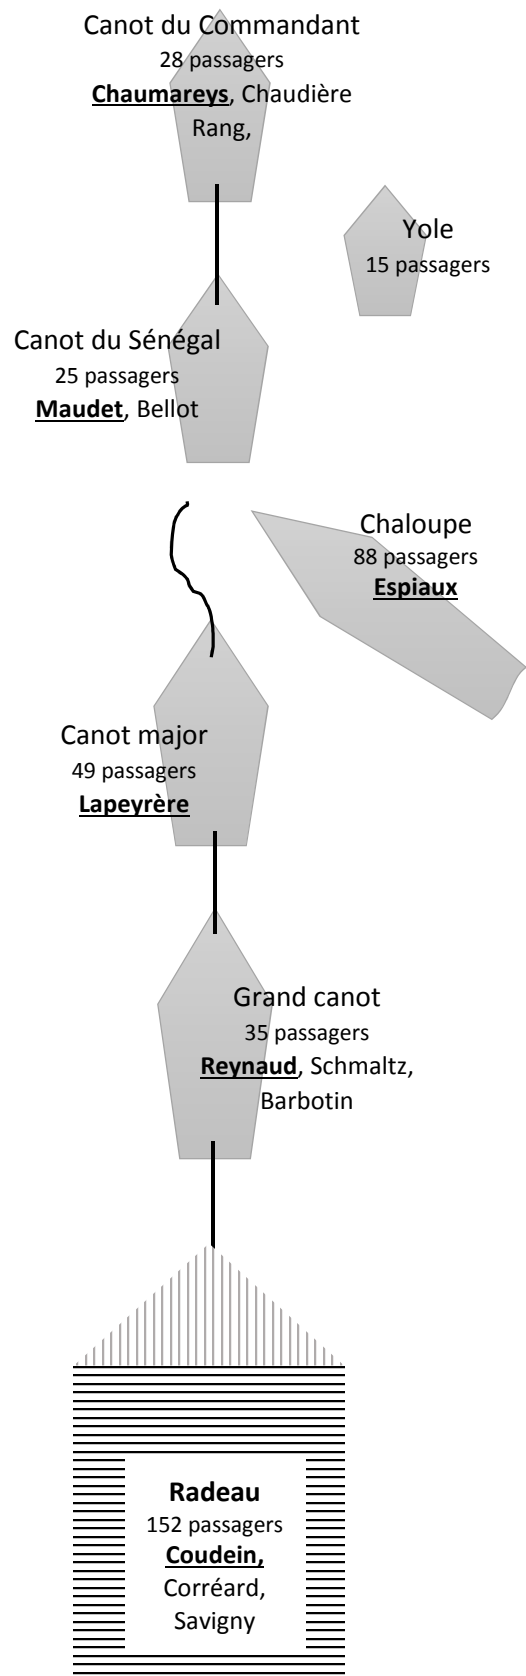 Canot du Commandant
28 passagers
Chaumareys, Chaudière
Rang,
Yole
15 passagers
Canot du Sénégal
25 passagers
Maudet, Bellot
Chaloupe
88 passagers
Espiaux
Canot major
49 passagers
Lapeyrère
Grand canot
35 passagers
Reynaud, Schmaltz,
Barbotin
Radeau
152 passagers
Coudein,
Corréard,
Savigny